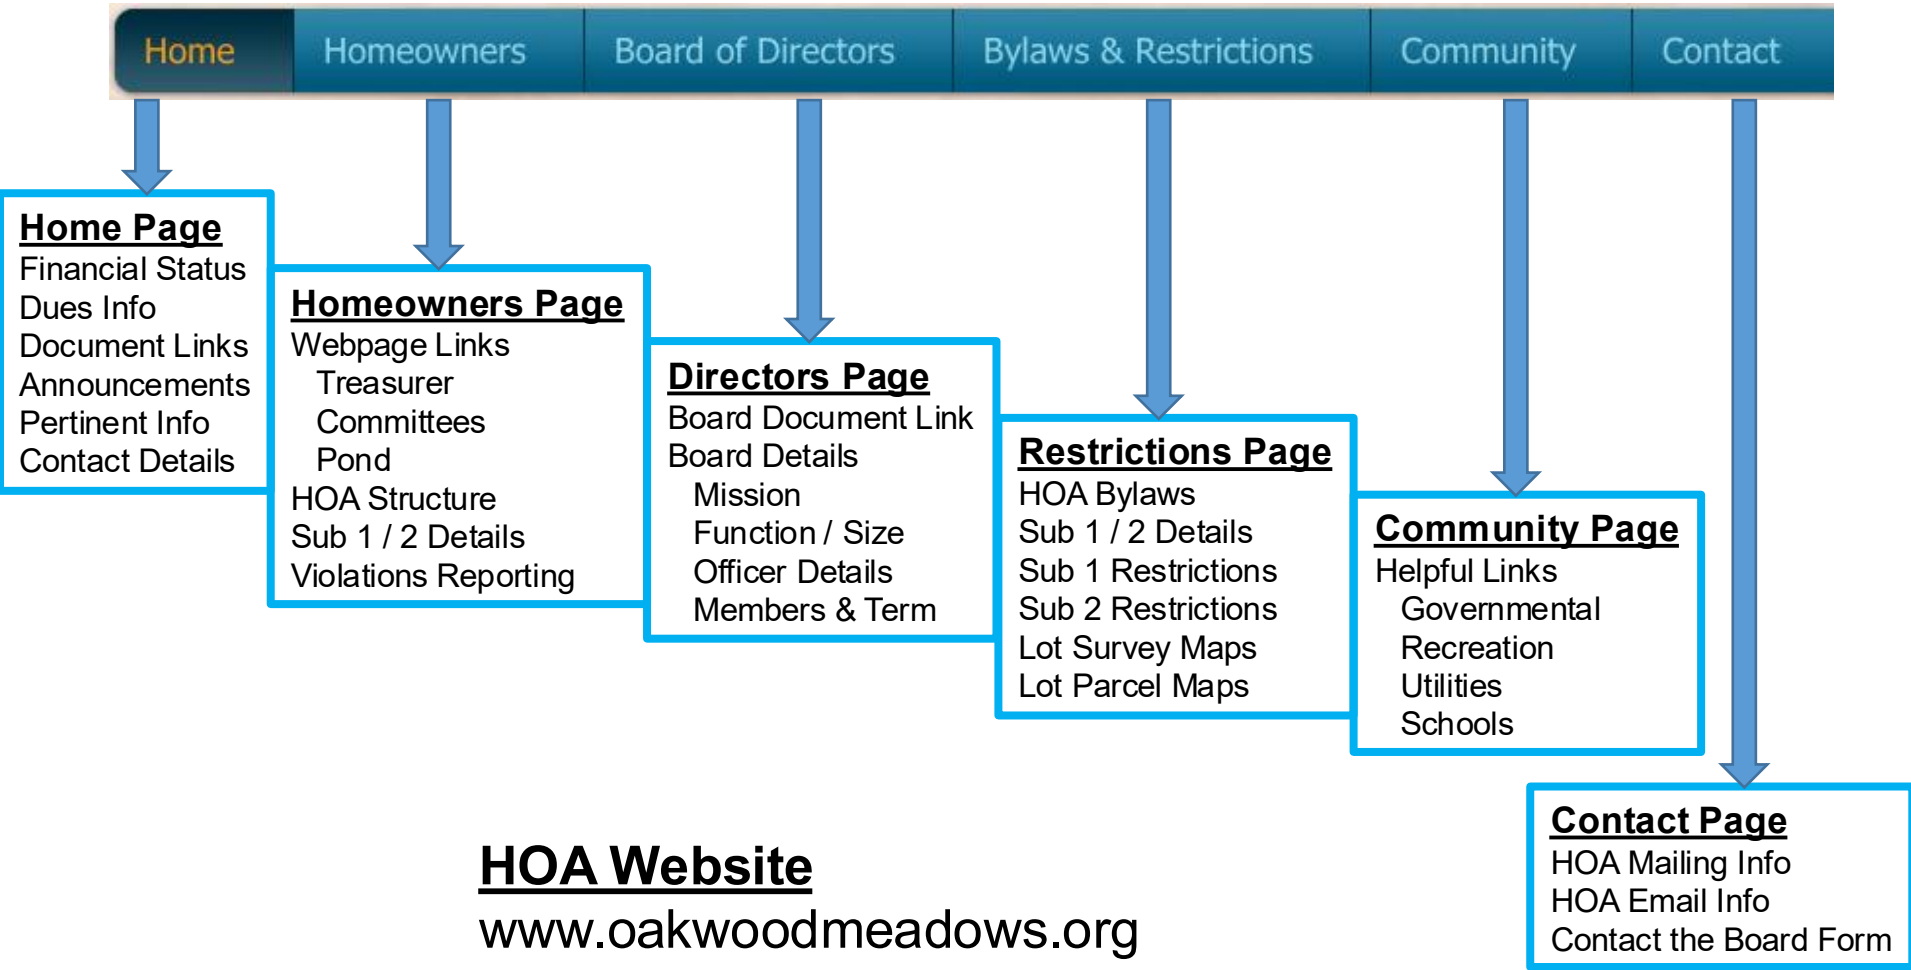 Home Homeowners Board of Directors Bylaws & Restrictions Community Contact
Home Page
Financial Status
Dues Info
Document Links
Announcements
Pertinent Info
Contact Details
Homeowners Page
Webpage Links
Treasurer
Committees
Pond
HOA Structure
Sub 1 / 2 Details
Violations Reporting
Directors Page
Board Document Link
Board Details
Mission
Function / Size
Officer Details
Members & Term
Restrictions Page
HOA Bylaws
Sub 1 / 2 Details
Sub 1 Restrictions
Sub 2 Restrictions
Lot Survey Maps
Lot Parcel Maps
Community Page
Helpful Links
Governmental
Recreation
Utilities
Schools
Contact Page
HOA Mailing Info
HOA Email Info
Contact the Board Form
HOA Website
www.oakwoodmeadows.org